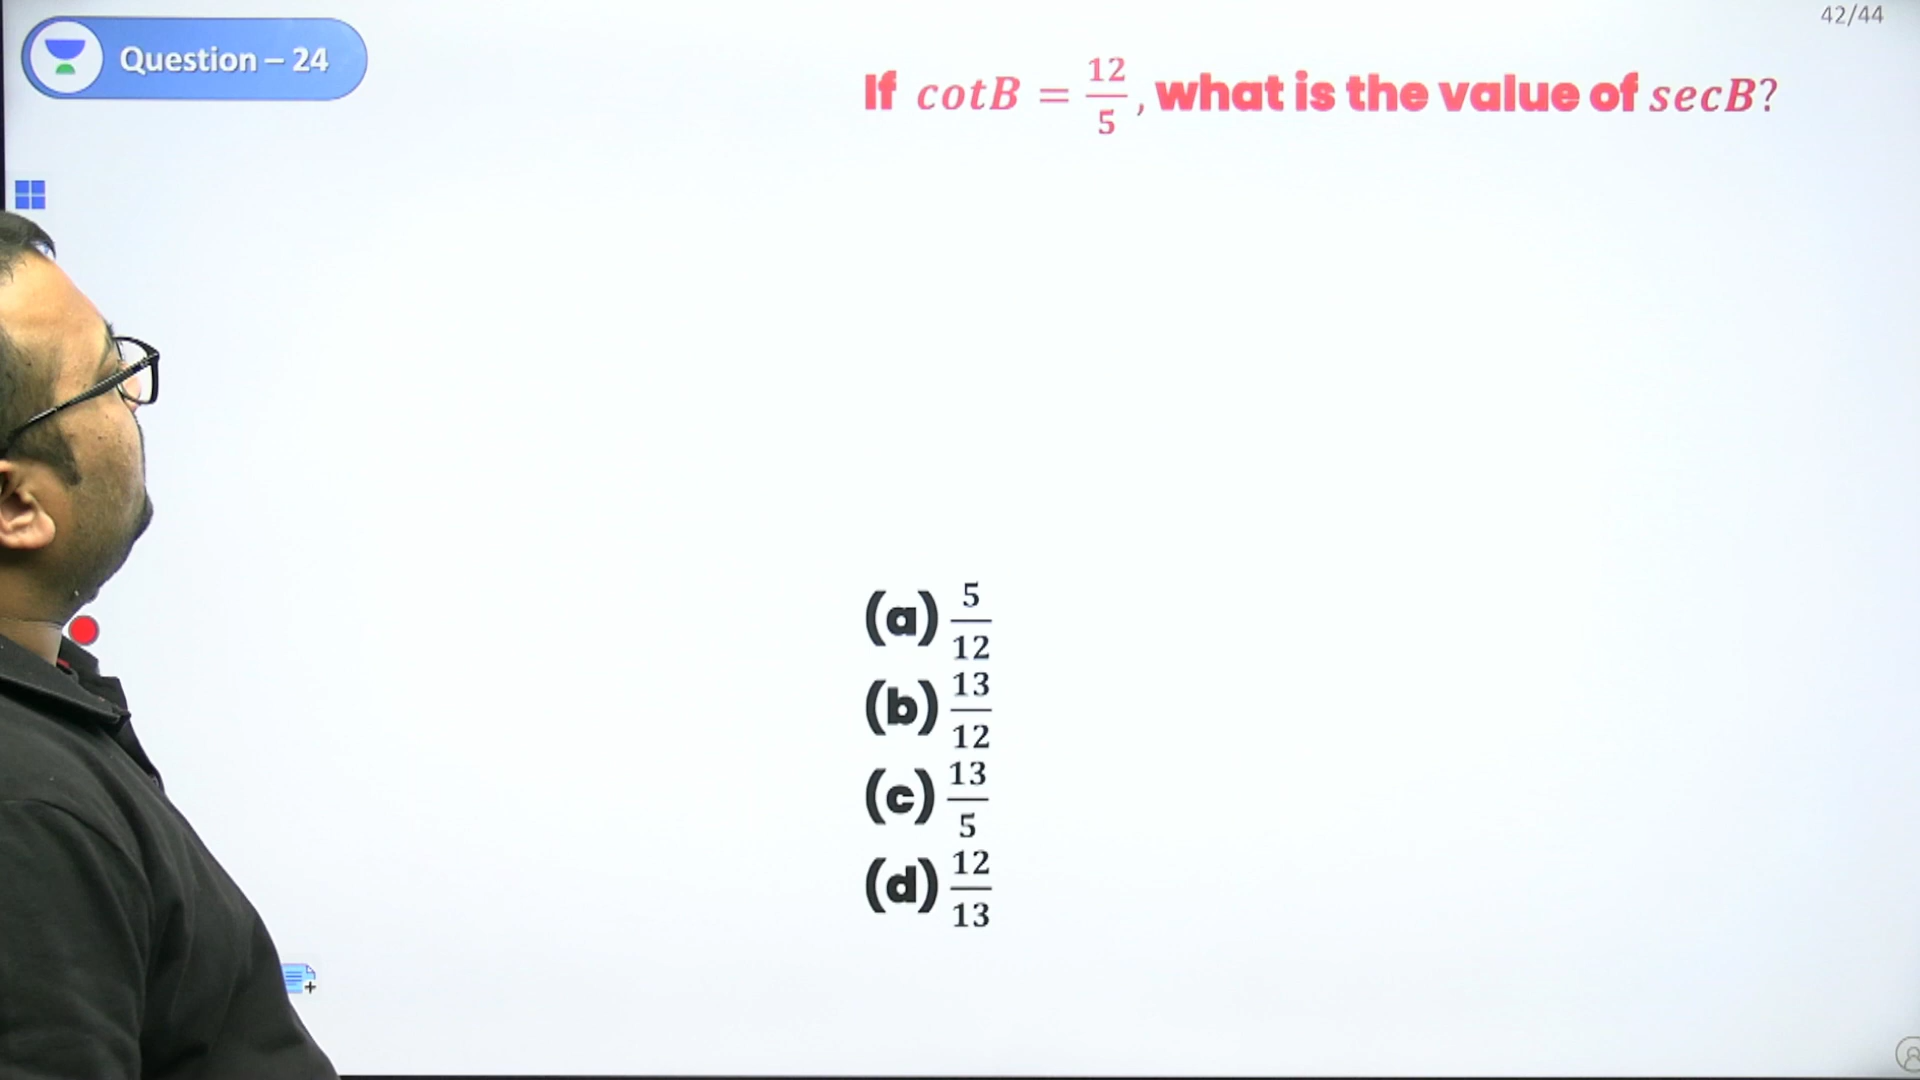 42/44
Question – 24
If cotB = 12/5, what is the value of secB?
(a) 5/12
(b) 13/12
(c) 13/5
(d) 12/13